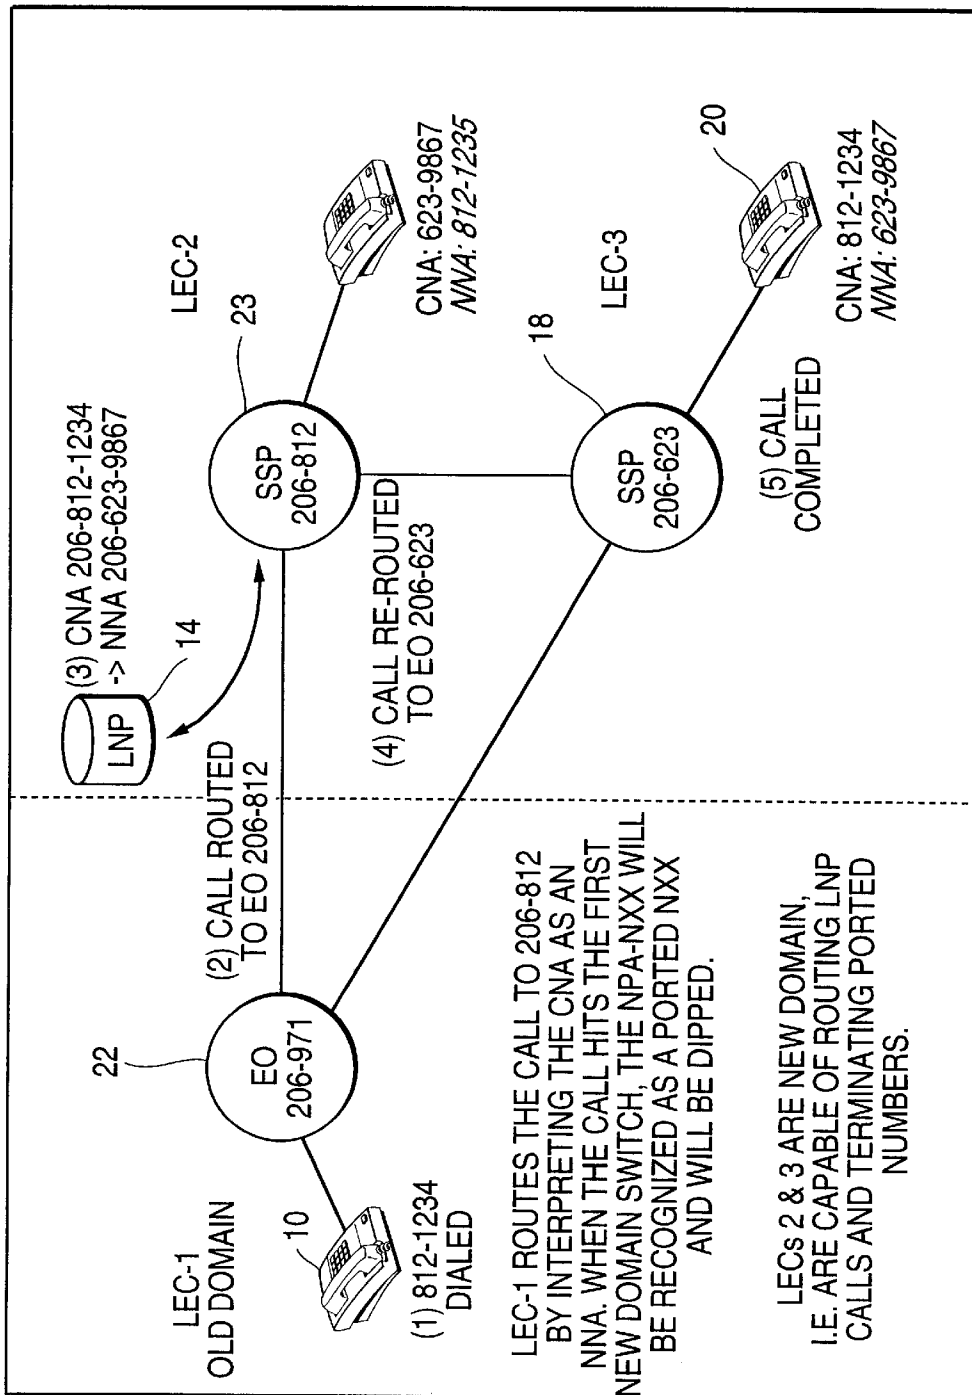 LEC-1
OLD DOMAIN
10
(1) 812-1234
DIALED
22
EO
206-971
(2) CALL ROUTED
TO EO 206-812
LNP
14
(3) CNA 206-812-1234
-> NNA 206-623-9867
LEC-2
23
SSP
206-812
CNA: 623-9867
NNA: 812-1235
(4) CALL RE-ROUTED
TO EO 206-623
18
LEC-3
SSP
206-623
20
CNA: 812-1234
NNA: 623-9867
(5) CALL
COMPLETED
LEC-1 ROUTES THE CALL TO 206-812
BY INTERPRETING THE CNA AS AN
NNA. WHEN THE CALL HITS THE FIRST
NEW DOMAIN SWITCH, THE NPA-NXX WILL
BE RECOGNIZED AS A PORTED NXX
AND WILL BE DIPPED.
LECs 2 & 3 ARE NEW DOMAIN,
I.E. ARE CAPABLE OF ROUTING LNP
CALLS AND TERMINATING PORTED
NUMBERS.